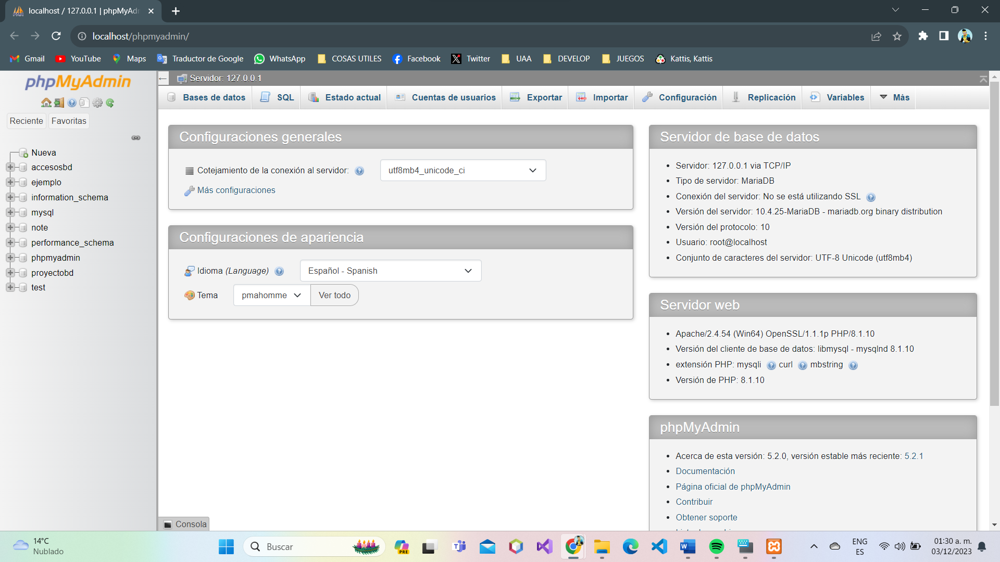 localhost / 127.0.0.1 | phpMyAdm
localhost/phpmyadmin/
Gmail
YouTube
Maps
Traductor de Google
WhatsApp
COSAS UTILES
Facebook
Twitter
UAA
DEVELOP
JUEGOS
Kattis, Kattis
phpMyAdmin
Reciente
Favoritas
Nueva
accesosbd
ejemplo
information_schema
mysql
note
performance_schema
phpmyadmin
proyectobd
test
Servidor: 127.0.0.1
Bases de datos
SQL
Estado actual
Cuentas de usuarios
Exportar
Importar
Configuración
Replicación
Variables
Más
Configuraciones generales
Cotejamiento de la conexión al servidor:
utf8mb4_unicode_ci
Más configuraciones
Configuraciones de apariencia
Idioma (Language)
Español - Spanish
Tema
pmahomme
Ver todo
Servidor de base de datos
Servidor: 127.0.0.1 via TCP/IP
Tipo de servidor: MariaDB
Conexión del servidor: No se está utilizando SSL
Versión del servidor: 10.4.25-MariaDB - mariadb.org binary distribution
Versión del protocolo: 10
Usuario: root@localhost
Conjunto de caracteres del servidor: UTF-8 Unicode (utf8mb4)
Servidor web
Apache/2.4.54 (Win64) OpenSSL/1.1.1p PHP/8.1.10
Versión del cliente de base de datos: libmysql - mysqlnd 8.1.10
extensión PHP: mysqli curl mbstring
Versión de PHP: 8.1.10
phpMyAdmin
Acerca de esta versión: 5.2.0, versión estable más reciente: 5.2.1
Documentación
Página oficial de phpMyAdmin
Contribuir
Obtener soporte
Consola
14°C
Nublado
Buscar
PRE
ENG
ES
01:30 a. m.
03/12/2023